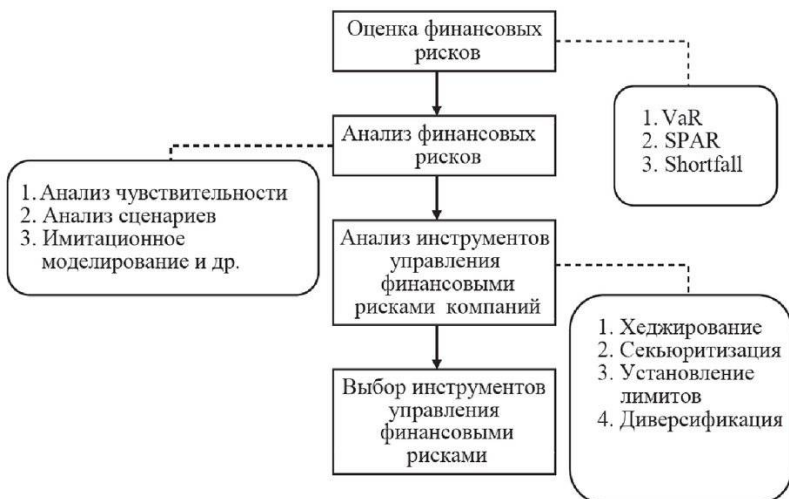 Оценка финансовых
рисков
1. VaR
2. SPAR
3. Shortfall
Анализ финансовых
рисков
1. Анализ чувствительности
2. Анализ сценариев
3. Имитационное
моделирование и др.
Анализ инструментов
управления
финансовыми
рисками компаний
1. Хеджирование
2. Секьюритизация
3. Установление
лимитов
4. Диверсификация
Выбор инструментов
управления
финансовыми
рисками